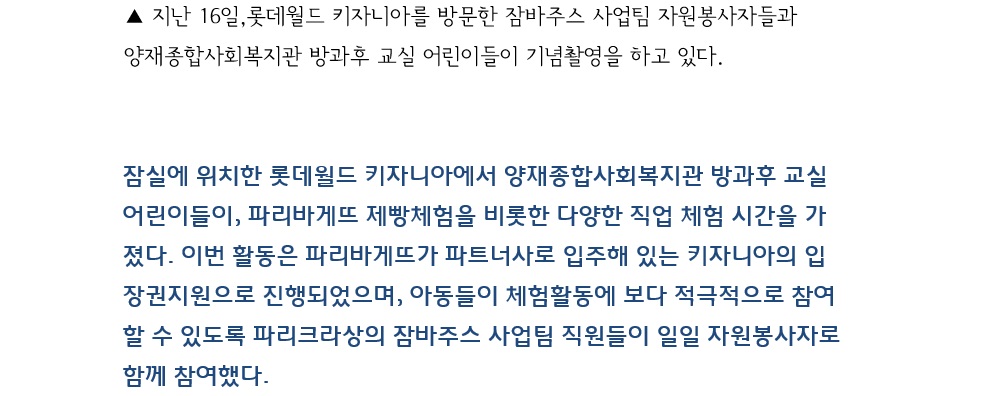 ▲ 지난 16일,롯데월드 키자니아를 방문한 잠바주스 사업팀 자원봉사자들과
양재종합사회복지관 방과후 교실 어린이들이 기념촬영을 하고 있다.
잠실에 위치한 롯데월드 키자니아에서 양재종합사회복지관 방과후 교실
어린이들이, 파리바게뜨 제빵체험을 비롯한 다양한 직업 체험 시간을 가
졌다. 이번 활동은 파리바게뜨가 파트너사로 입주해 있는 키자니아의 입
장권지원으로 진행되었으며, 아동들이 체험활동에 보다 적극적으로 참여
할 수 있도록 파리크라상의 잠바주스 사업팀 직원들이 일일 자원봉사자로
함께 참여했다.